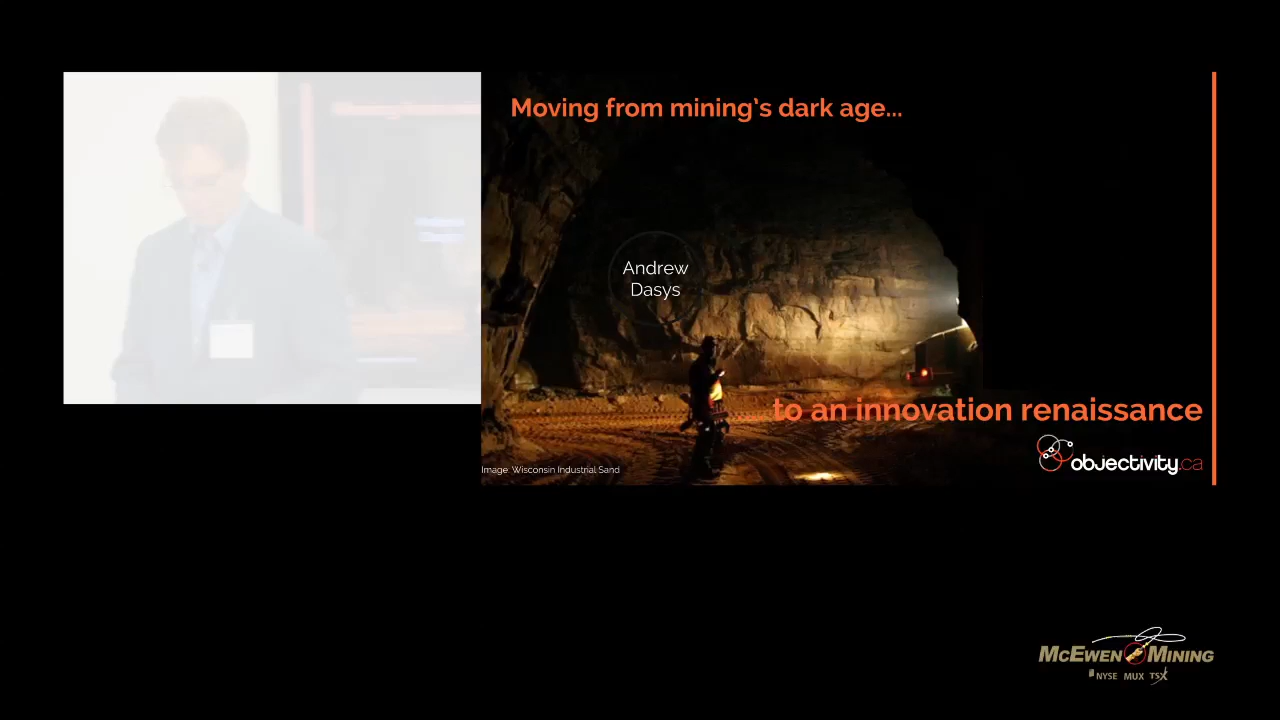 Moving from mining's dark age...
Andrew
Dasys
...to an innovation renaissance
objectivity.ca
Image: Wisconsin Industrial Sand
McEWEN MINING
NYSE MUX TSX